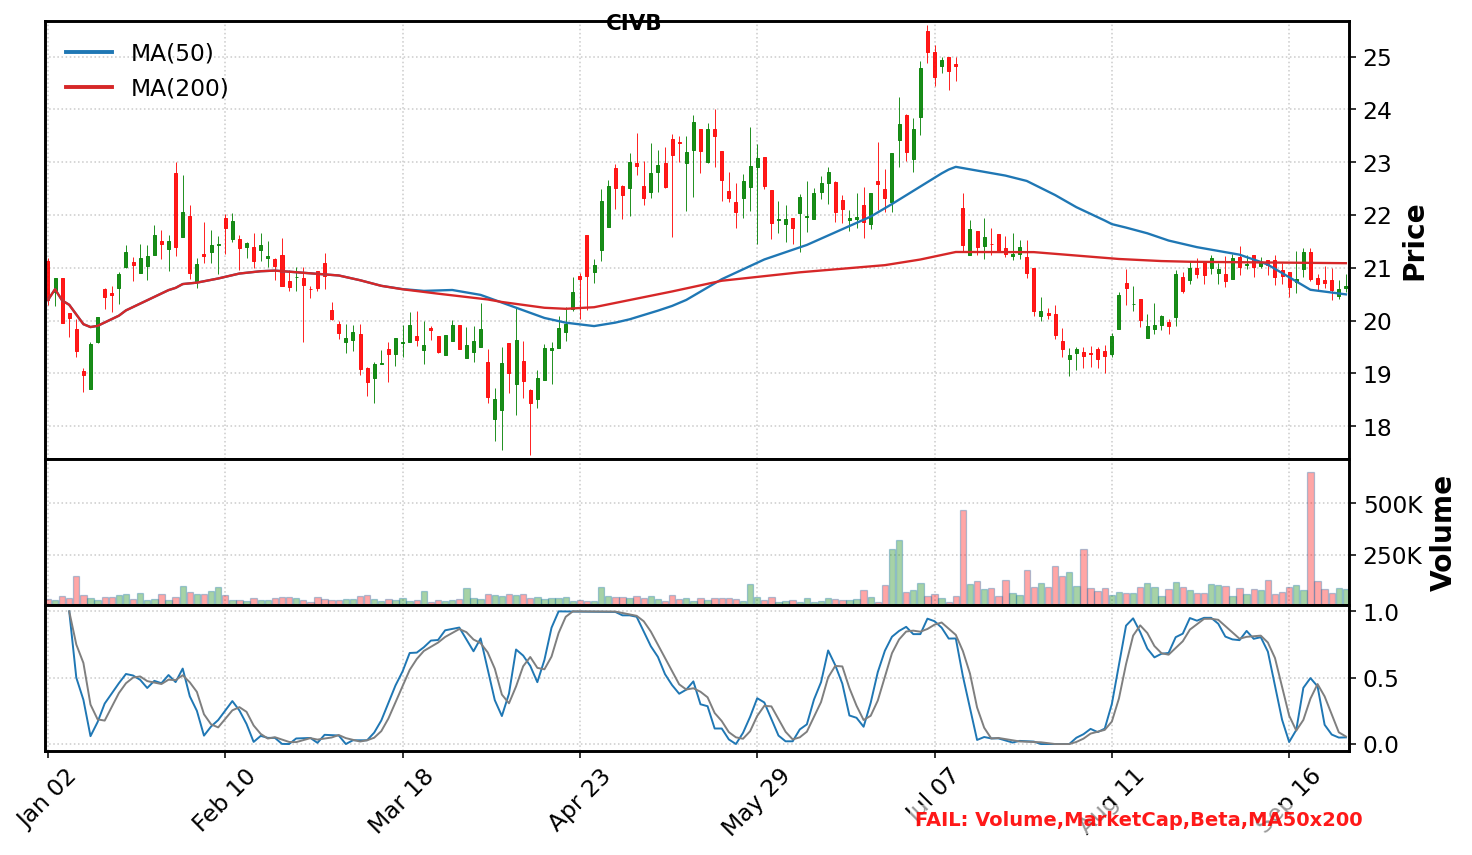 CIVB
MA(50)
MA(200)
25
24
23
22
21
20
19
18
Price
500K
250K
Volume
1.0
0.5
0.0
Jan 02
Feb 10
Mar 18
Apr 23
May 29
Jul 07
Aug 11
Sep 16
FAIL: Volume,MarketCap,Beta,MA50x200